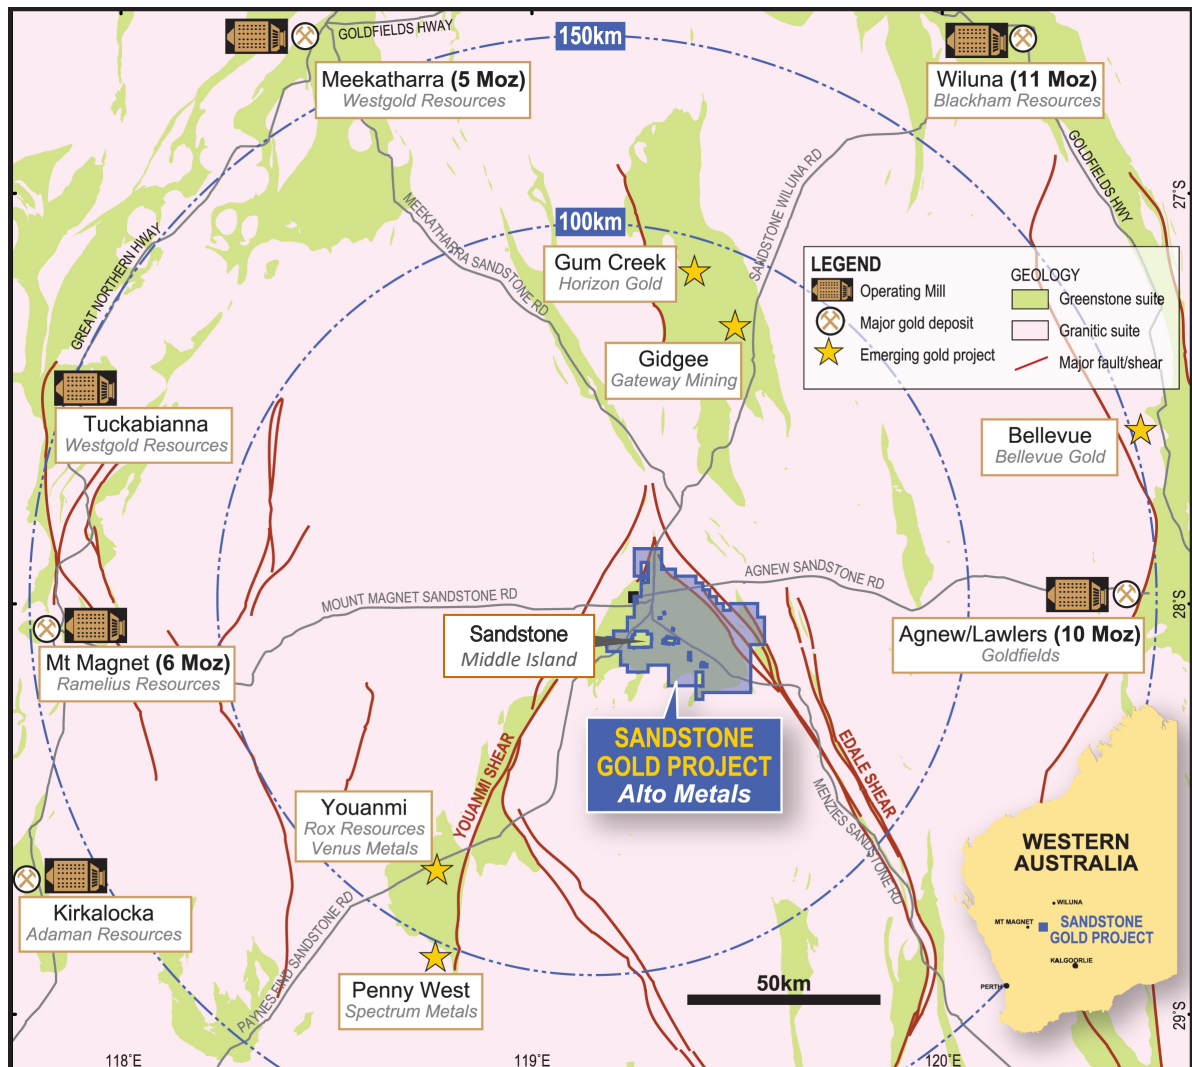 GOLDFIELDS HWAY
150km
Meekatharra (5 Moz)
Westgold Resources
Wiluna (11 Moz)
Blackham Resources
GOLDFIELDS HWY
27°S
MEEKATHARRA SANDSTONE RD
SANDSTONE WILUNA RD
100km
GREAT NORTHERN HWAY
Gum Creek
Horizon Gold
Gidgee
Gateway Mining
LEGEND
Operating Mill
Major gold deposit
Emerging gold project
GEOLOGY
Greenstone suite
Granitic suite
Major fault/shear
Tuckabianna
Westgold Resources
Bellevue
Bellevue Gold
AGNEW SANDSTONE RD
MOUNT MAGNET SANDSTONE RD
28°S
Sandstone
Middle Island
Agnew/Lawlers (10 Moz)
Goldfields
Mt Magnet (6 Moz)
Ramelius Resources
SANDSTONE
GOLD PROJECT
Alto Metals
YOUANMI SHEAR
EDALE SHEAR
MENZIES SANDSTONE RD
Youanmi
Rox Resources
Venus Metals
Kirkalocka
Adaman Resources
PAYNES FIND SANDSTONE RD
Penny West
Spectrum Metals
50km
WESTERN
AUSTRALIA
WILUNA
MT MAGNET
SANDSTONE
GOLD PROJECT
KALGOORLIE
PERTH
29°S
118°E
119°E
120°E